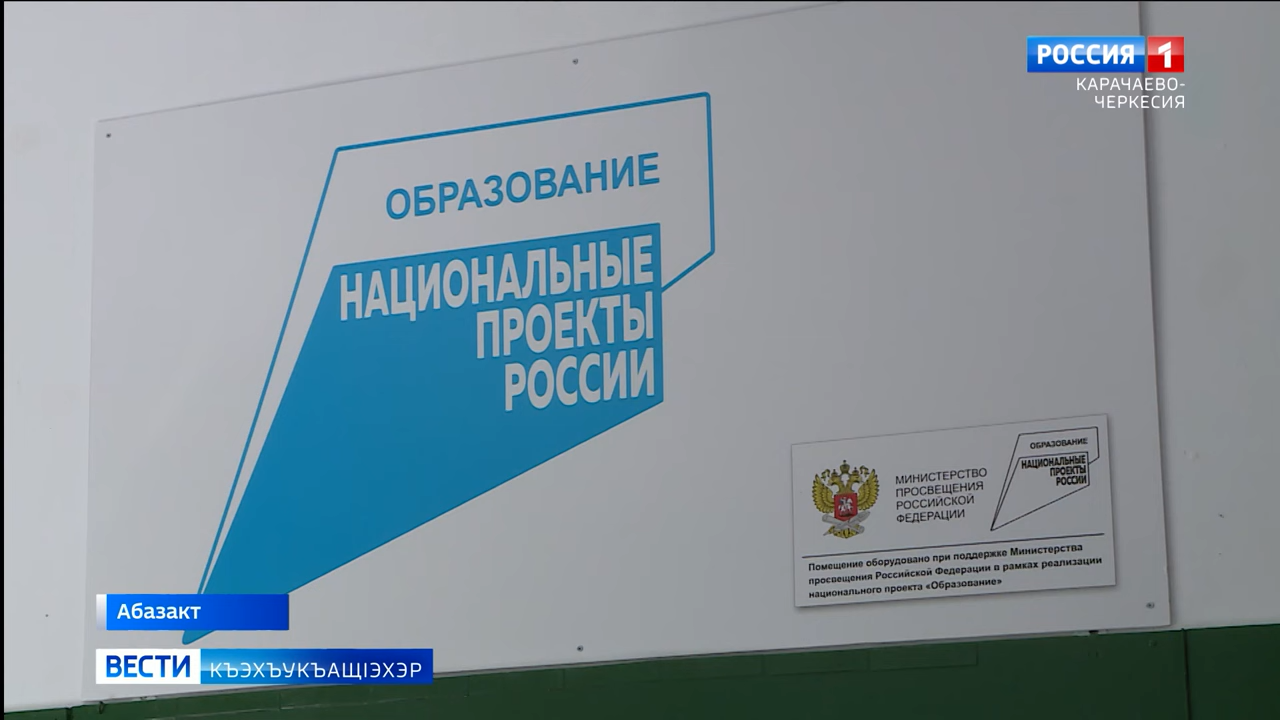 РОССИЯ 1
КАРАЧАЕВО-
ЧЕРКЕСИЯ
ОБРАЗОВАНИЕ
НАЦИОНАЛЬНЫЕ
ПРОЕКТЫ
РОССИИ
МИНИСТЕРСТВО
ПРОСВЕЩЕНИЯ
РОССИЙСКОЙ
ФЕДЕРАЦИИ
ОБРАЗОВАНИЕ
НАЦИОНАЛЬНЫЕ
ПРОЕКТЫ
РОССИИ
Помещение оборудовано при поддержке Министерства
просвещения Российской Федерации в рамках реализации
национального проекта «Образование»
Абазакт
ВЕСТИ КЪЭХЪУКЪАЩІЭХЭР